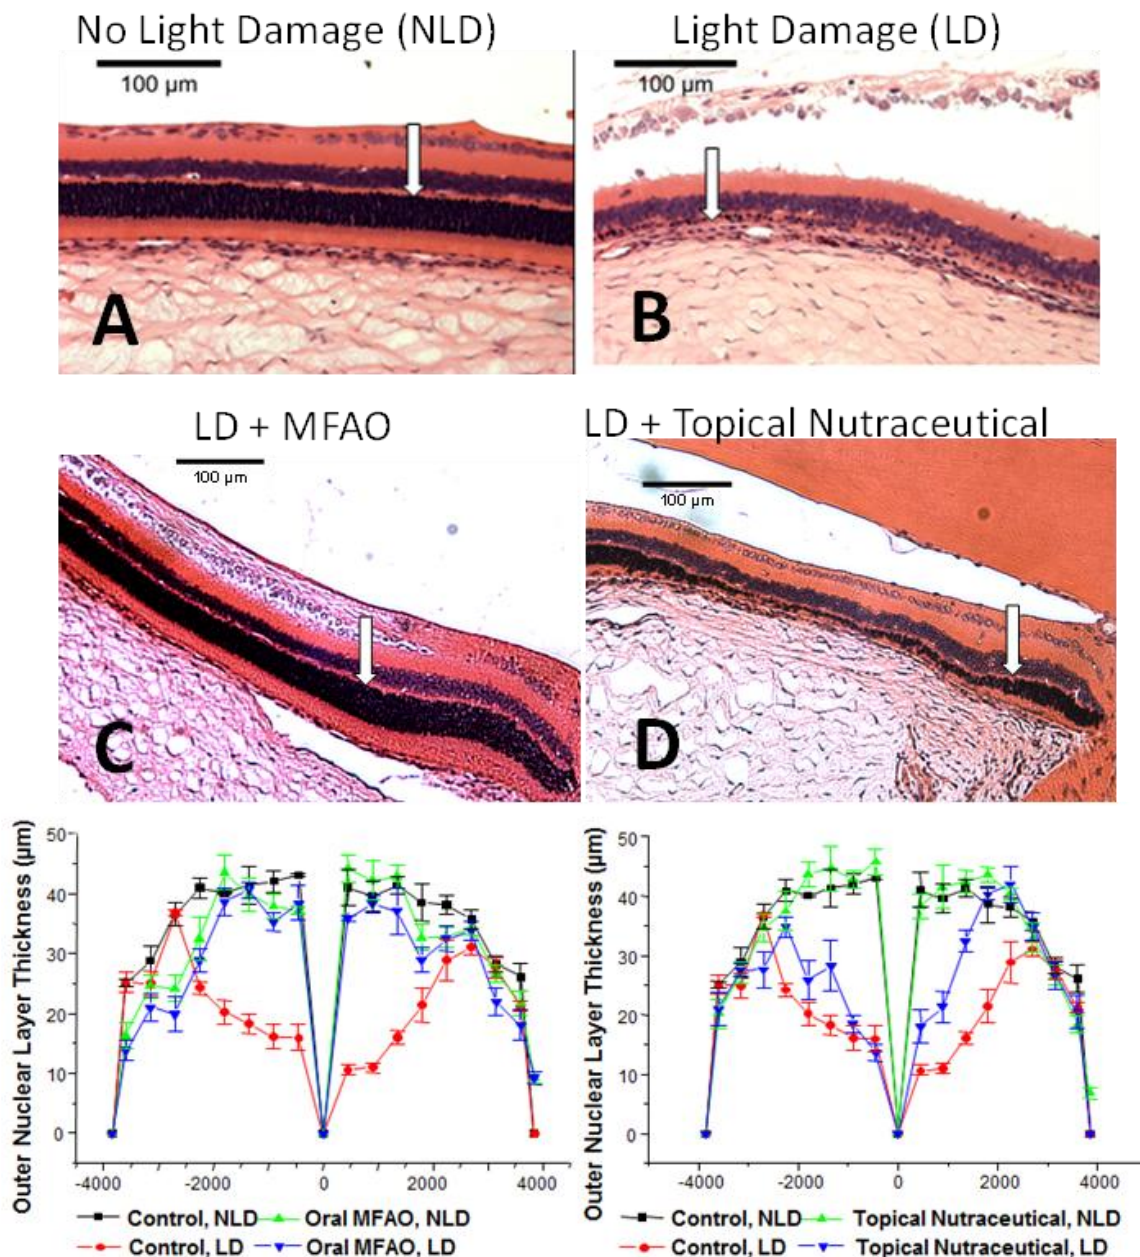 No Light Damage (NLD)
Light Damage (LD)
100 µm
100 µm
A
B
LD + MFAO
LD + Topical Nutraceutical
100 µm
100 µm
C
D
Outer Nuclear Layer Thickness (µm)
50
40
30
20
10
0
-4000
-2000
0
2000
4000
Control, NLD
Oral MFAO, NLD
Control, LD
Oral MFAO, LD
Outer Nuclear Layer Thickness (µm)
50
40
30
20
10
0
-4000
-2000
0
2000
4000
Control, NLD
Topical Nutraceutical, NLD
Control, LD
Topical Nutraceutical, LD